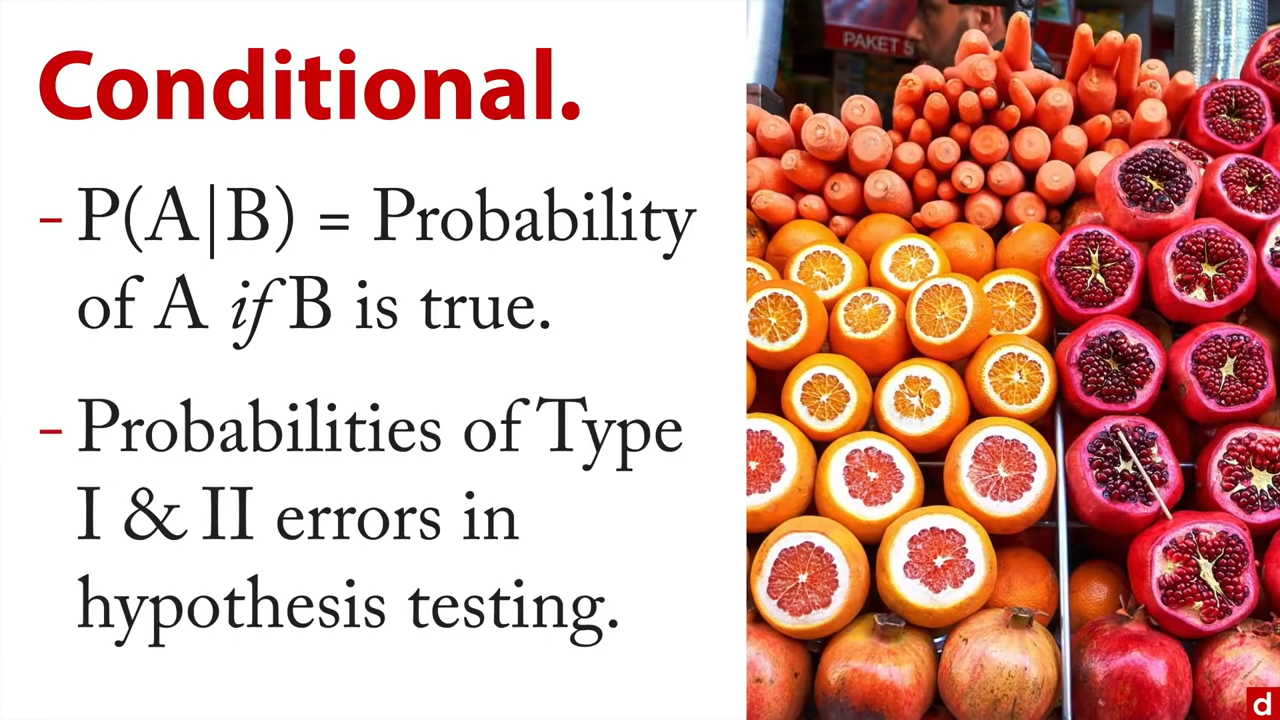 Conditional.
- P(A|B) = Probability
of A if B is true.
- Probabilities of Type
I & II errors in
hypothesis testing.
PAKET S
d